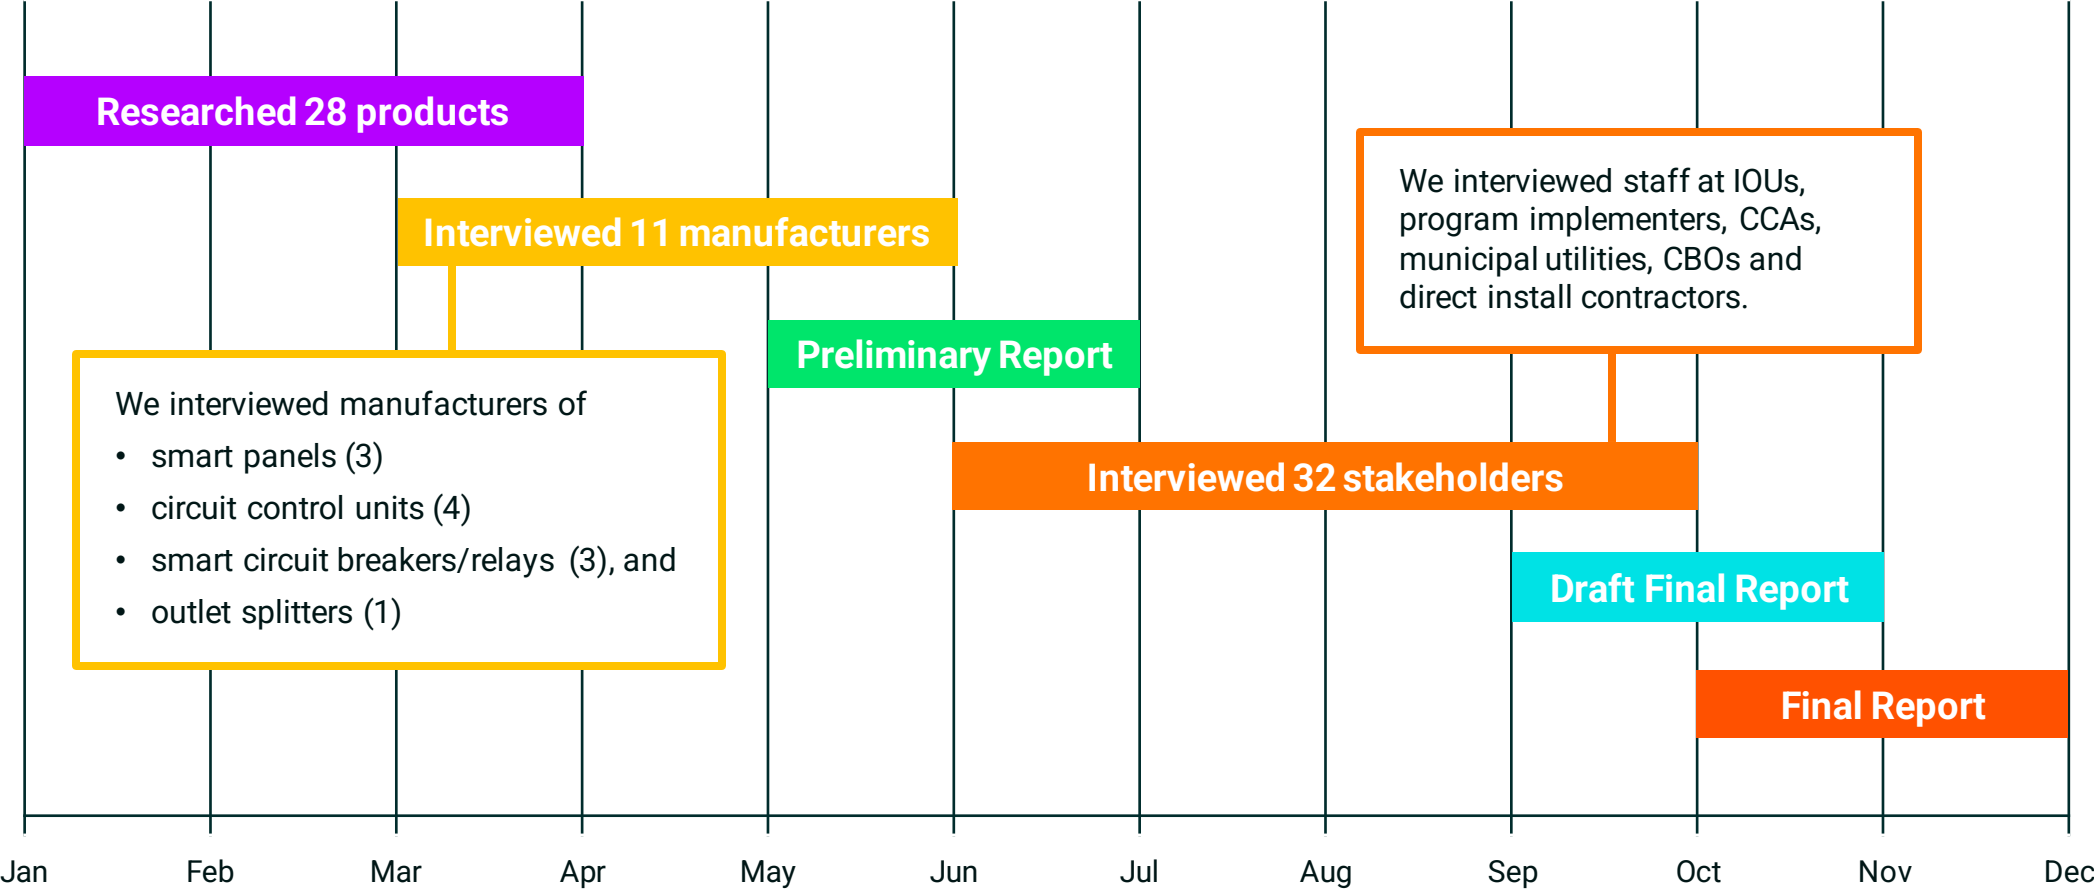 Researched 28 products
Interviewed 11 manufacturers
We interviewed manufacturers of
• smart panels (3)
• circuit control units (4)
• smart circuit breakers/relays (3), and
• outlet splitters (1)
Preliminary Report
We interviewed staff at IOUs,
program implementers, CCAs,
municipal utilities, CBOs and
direct install contractors.
Interviewed 32 stakeholders
Draft Final Report
Final Report
Jan Feb Mar Apr May Jun Jul Aug Sep Oct Nov Dec